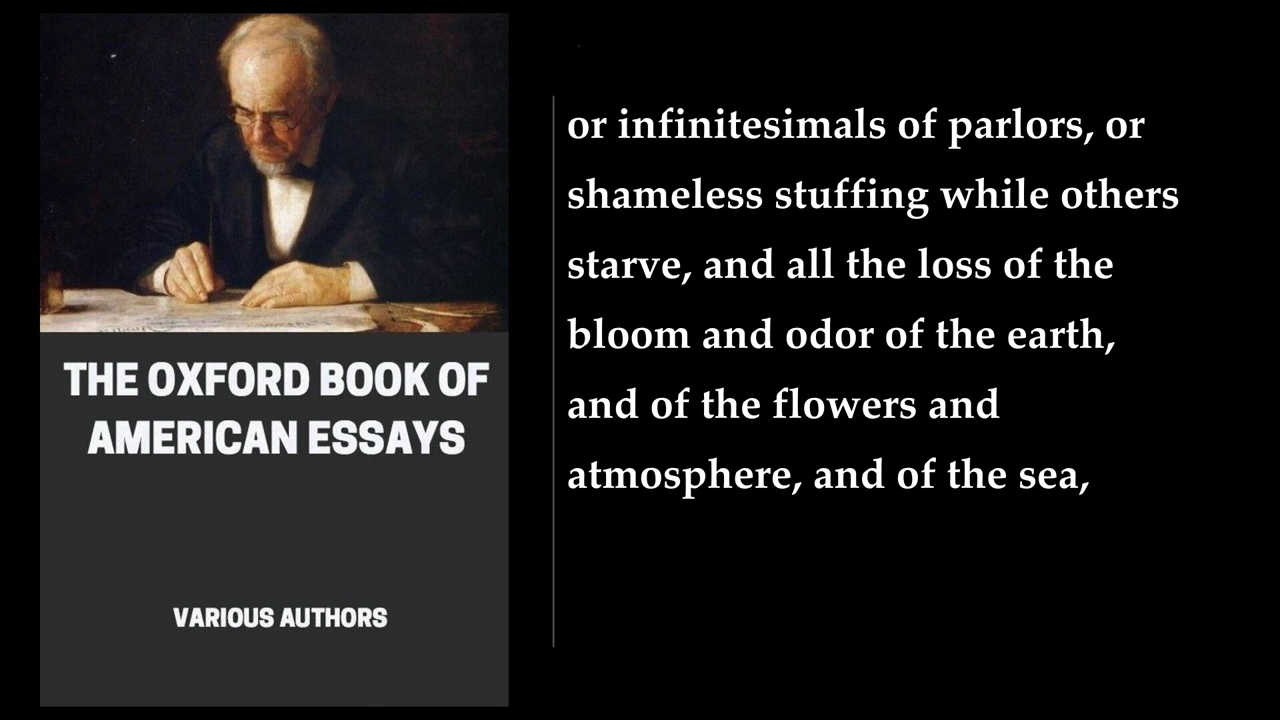 THE OXFORD BOOK OF
AMERICAN ESSAYS
VARIOUS AUTHORS
or infinitesimals of parlors, or
shameless stuffing while others
starve, and all the loss of the
bloom and odor of the earth,
and of the flowers and
atmosphere, and of the sea,